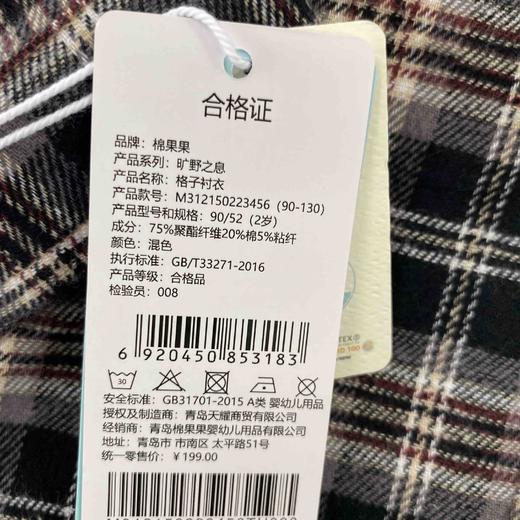 合格证
品牌: 棉果果
产品系列: 旷野之息
产品名称: 格子衬衣
产品款号: M312150223456 (90-130)
产品型号和规格: 90/52 (2岁)
成分: 75%聚酯纤维20%棉5%粘纤
颜色: 混色
执行标准: GB/T33271-2016
产品等级: 合格品
检验员: 008
6 920450 853183
30
安全标准: GB31701-2015 A类 婴幼儿用品
授权及制造商: 青岛天耀商贸有限公司
经销商: 青岛棉果果婴幼儿用品有限公司
地址: 青岛市 市南区 太平路51号
统一零售价: ￥199.00
TEX®
100